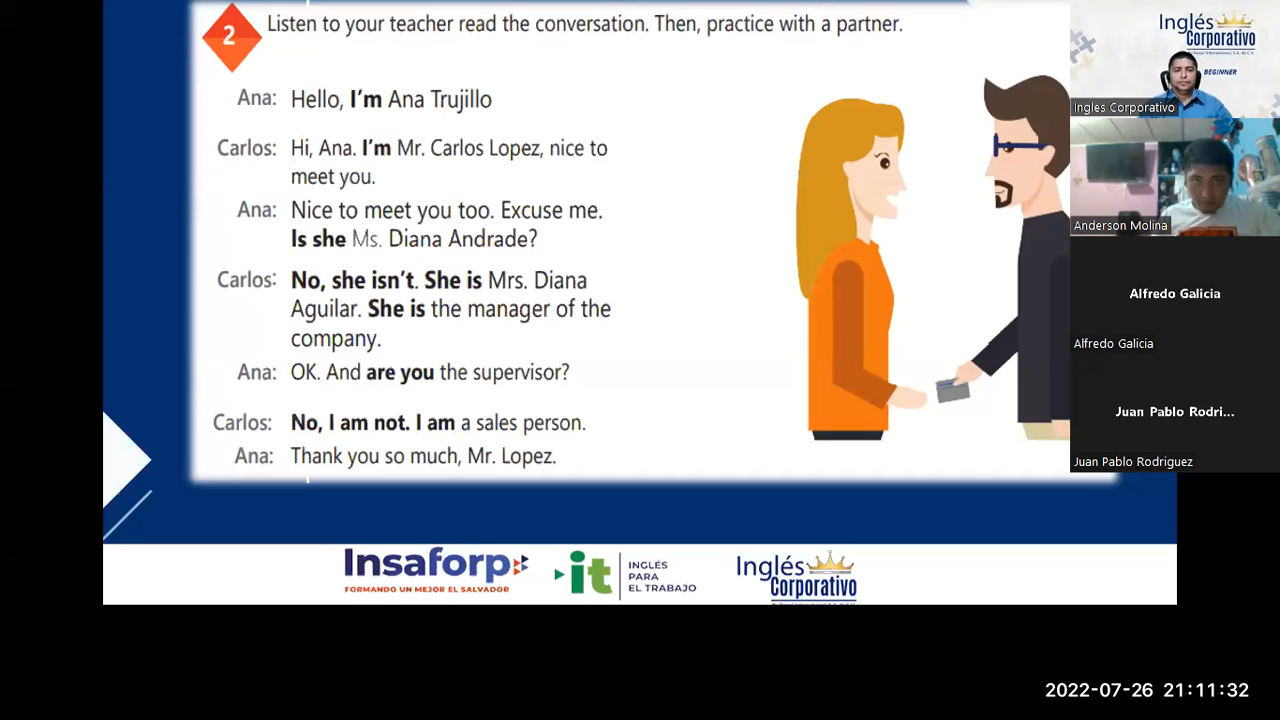 2
Listen to your teacher read the conversation. Then, practice with a partner.
Ana: Hello, I'm Ana Trujillo
Carlos: Hi, Ana. I'm Mr. Carlos Lopez, nice to
meet you.
Ana: Nice to meet you too. Excuse me.
Is she Ms. Diana Andrade?
Carlos: No, she isn't. She is Mrs. Diana
Aguilar. She is the manager of the
company.
Ana: OK. And are you the supervisor?
Carlos: No, I am not. I am a sales person.
Ana: Thank you so much, Mr. Lopez.
Insaforp
FORMANDO UN MEJOR EL SALVADOR
it
INGLÉS
PARA
EL TRABAJO
Inglés
Corporativo
Inglés
Corporativo
BEGINNER
Ingles Corporativo
Anderson Molina
Alfredo Galicia
Alfredo Galicia
Juan Pablo Rodri...
Juan Pablo Rodriguez
2022-07-26 21:11:32